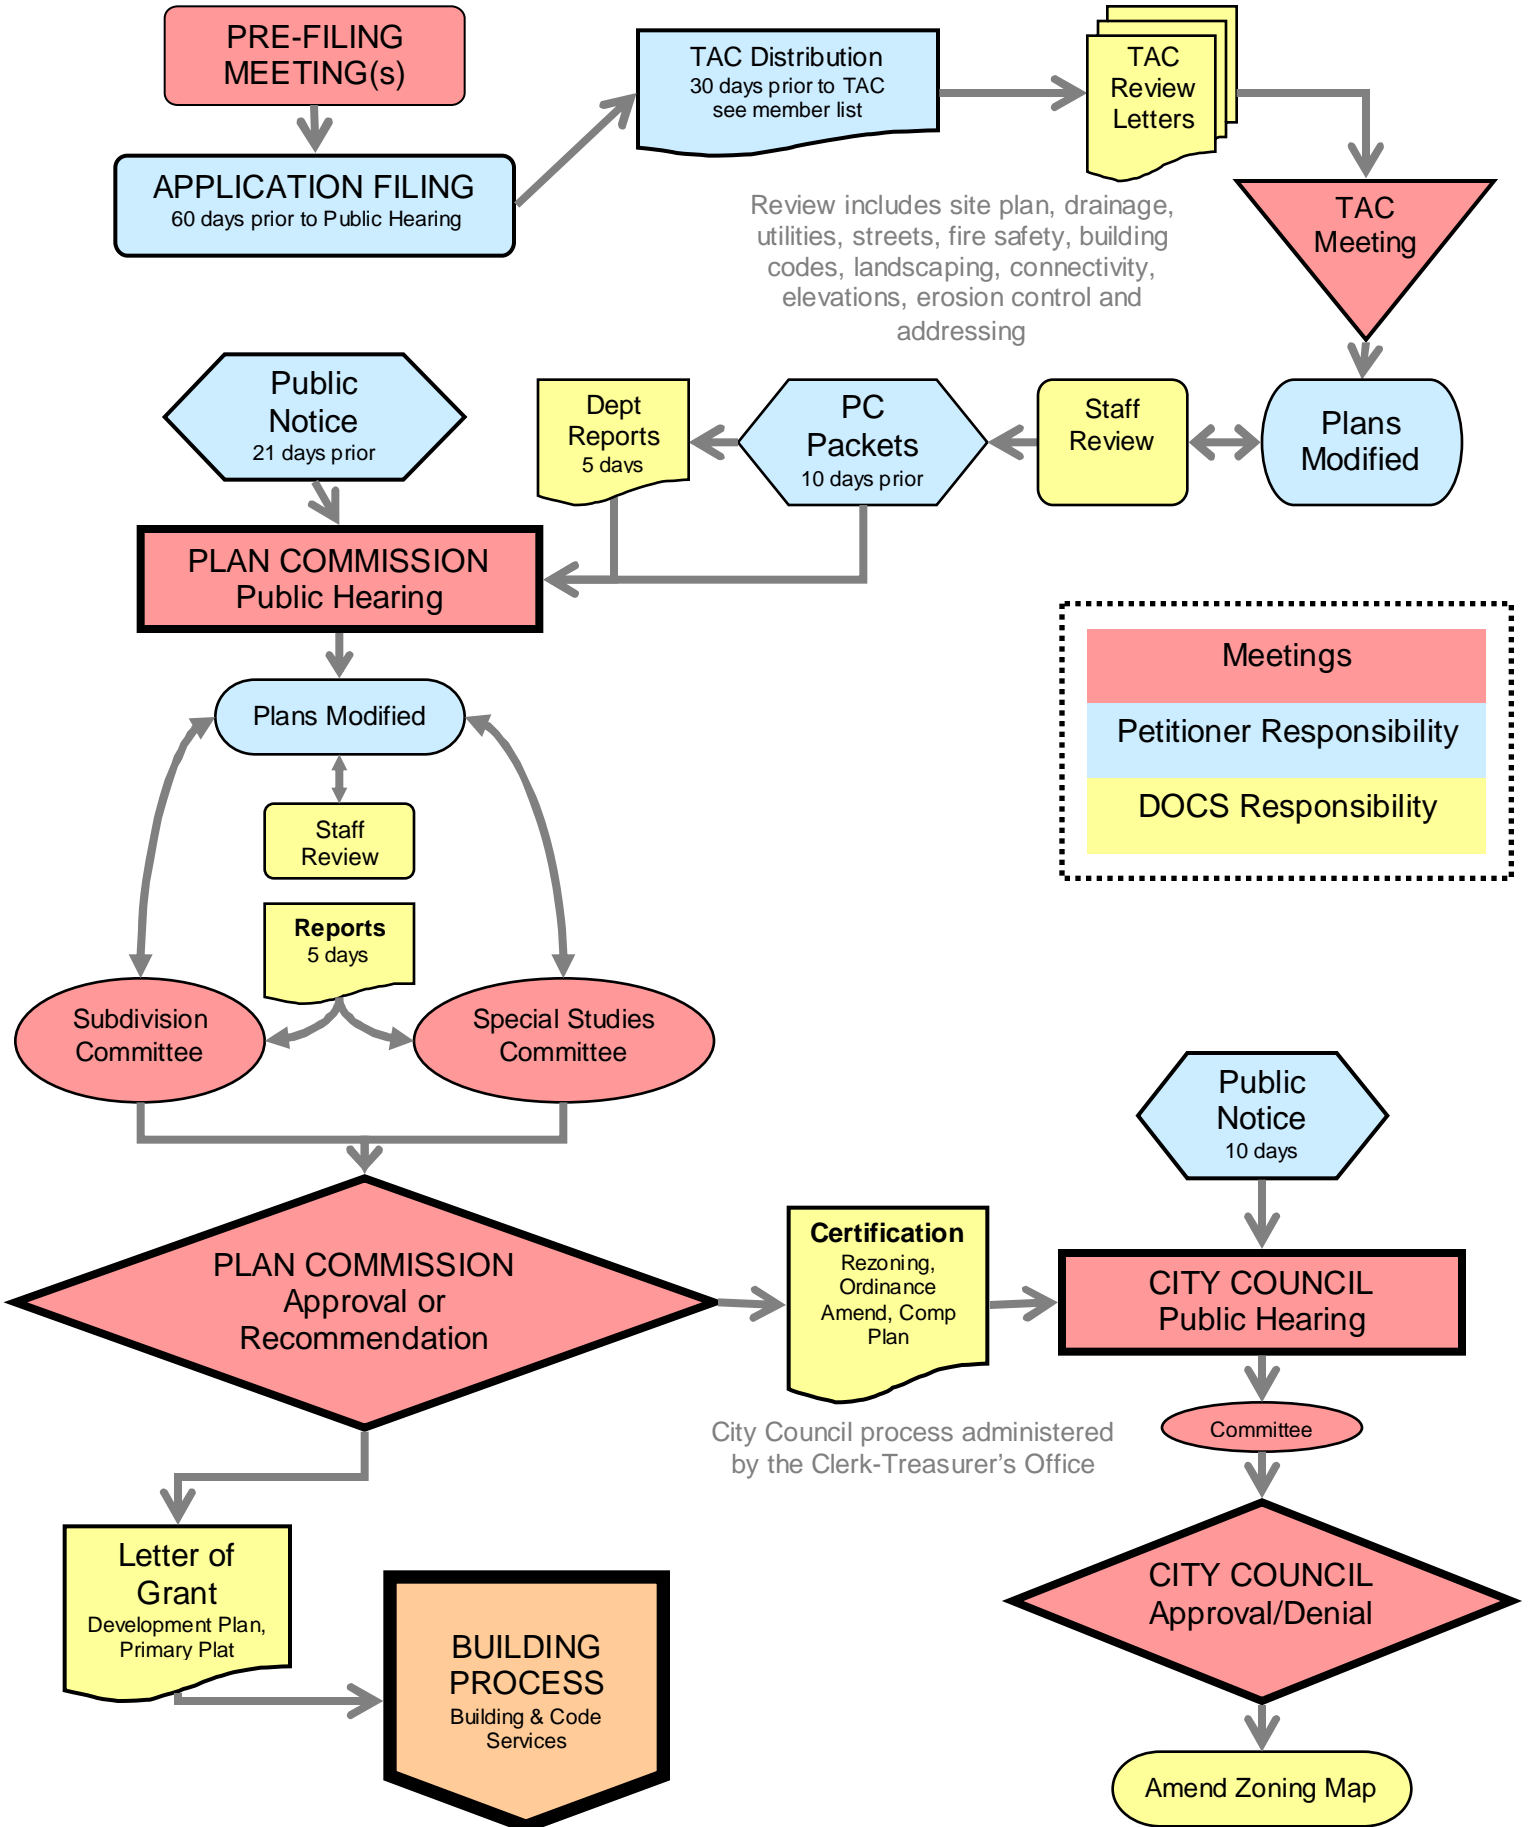 PRE-FILING
MEETING(s)
APPLICATION FILING
60 days prior to Public Hearing
TAC Distribution
30 days prior to TAC
see member list
TAC
Review
Letters
TAC
Meeting
Review includes site plan, drainage,
utilities, streets, fire safety, building
codes, landscaping, connectivity,
elevations, erosion control and
addressing
Plans
Modified
Staff
Review
PC
Packets
10 days prior
Dept
Reports
5 days
Public
Notice
21 days prior
PLAN COMMISSION
Public Hearing
Meetings
Petitioner Responsibility
DOCS Responsibility
Plans Modified
Staff
Review
Reports
5 days
Subdivision
Committee
Special Studies
Committee
PLAN COMMISSION
Approval or
Recommendation
Certification
Rezoning,
Ordinance
Amend, Comp
Plan
Public
Notice
10 days
CITY COUNCIL
Public Hearing
City Council process administered
by the Clerk-Treasurer's Office
Committee
CITY COUNCIL
Approval/Denial
Amend Zoning Map
Letter of
Grant
Development Plan,
Primary Plat
BUILDING
PROCESS
Building & Code
Services